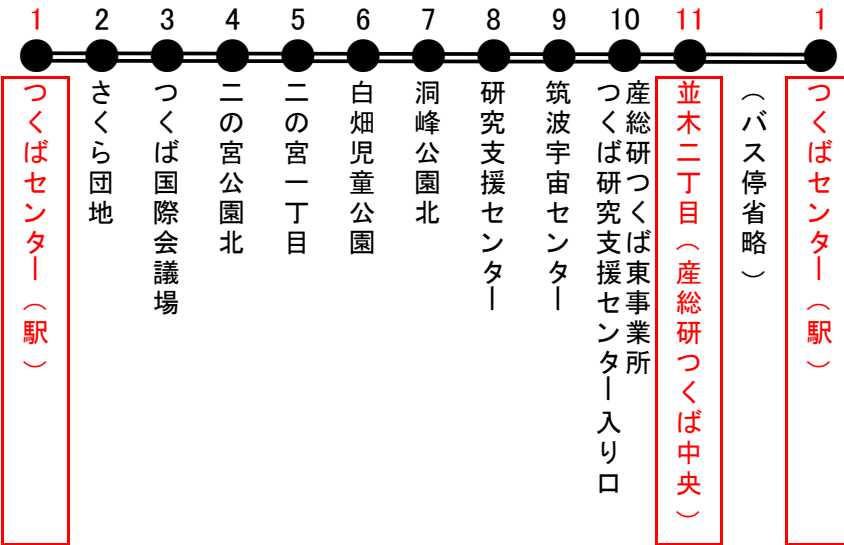 1 2 3 4 5 6 7 8 9 10 11 1
つくばセンター（駅）
さくら団地
つくば国際会議場
二の宮公園北
二の宮一丁目
白畑児童公園
洞峰公園北
研究支援センター
筑波宇宙センター
産総研つくば東事業所
つくば研究支援センター入り口
並木二丁目（産総研つくば中央）
（バス停省略）
つくばセンター（駅）